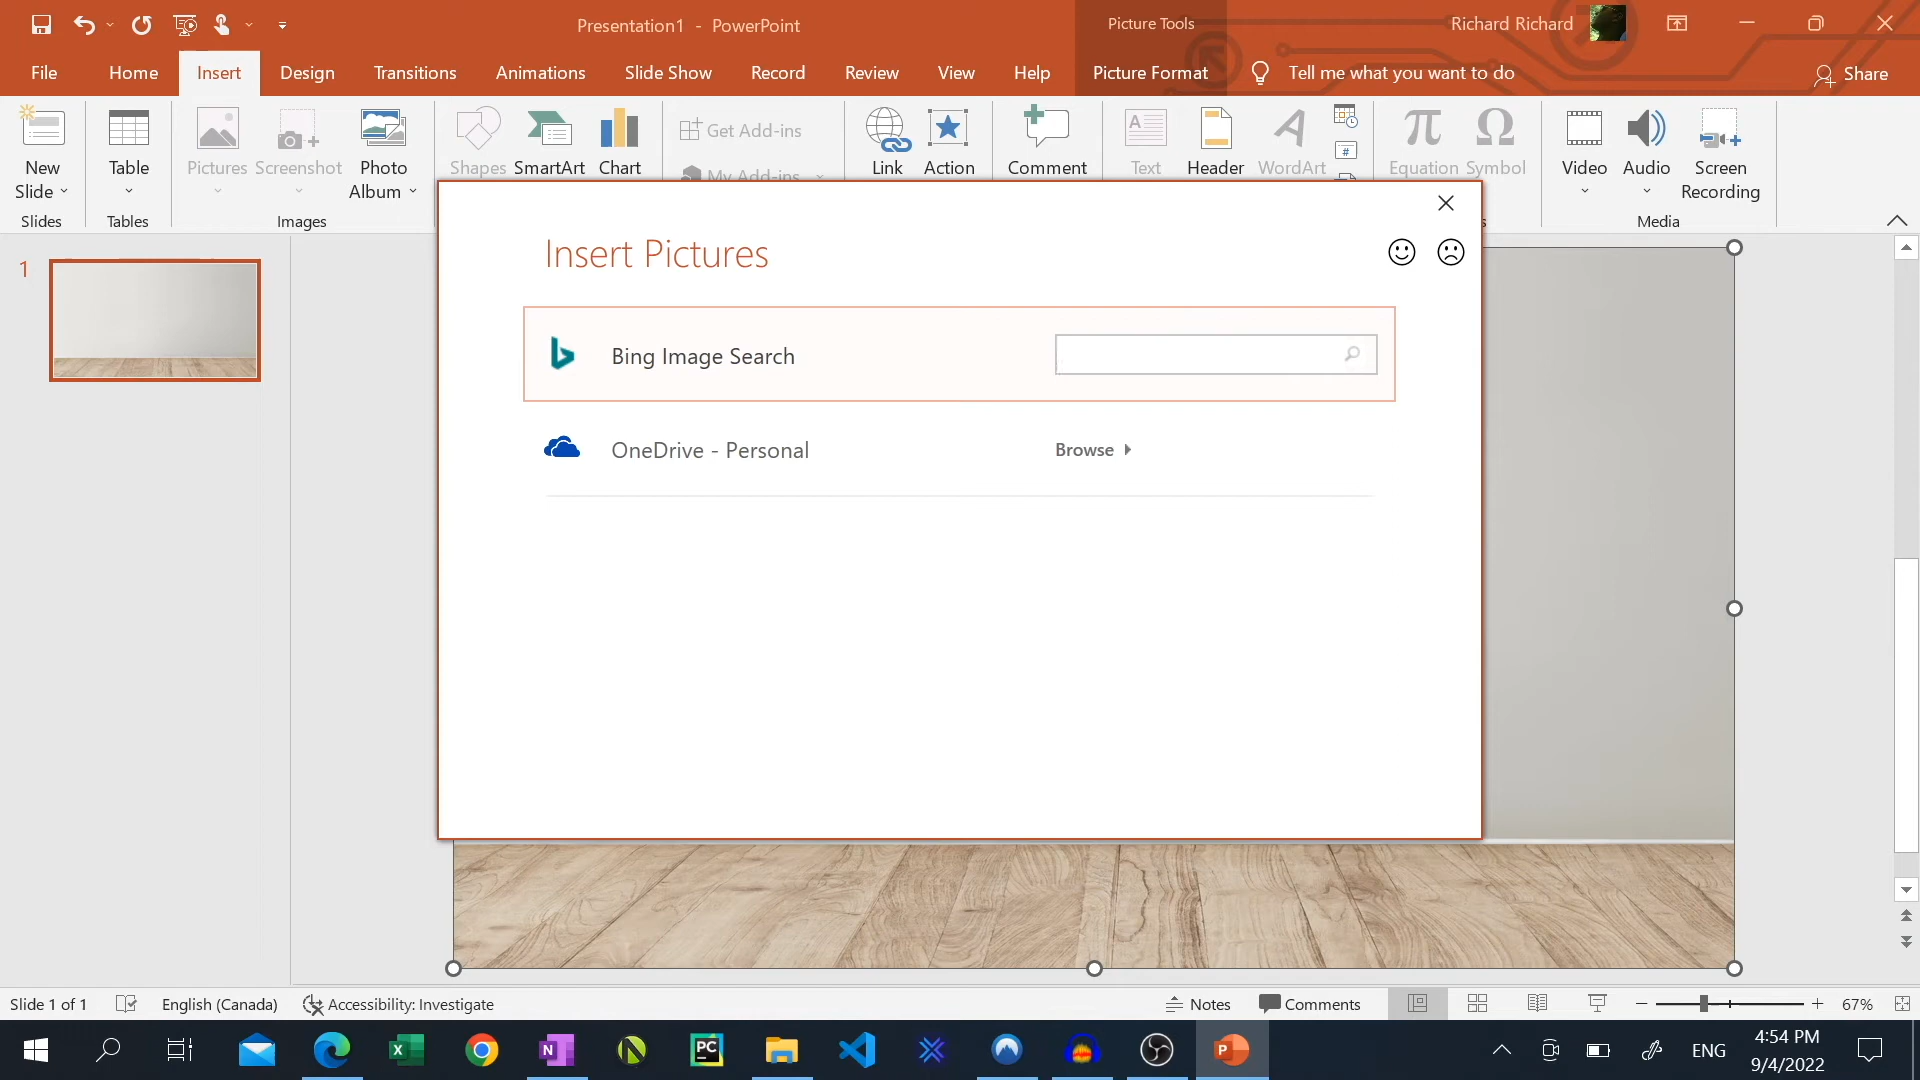 Presentation1 - PowerPoint
Picture Tools
Richard Richard
File
Home
Insert
Design
Transitions
Animations
Slide Show
Record
Review
View
Help
Picture Format
Tell me what you want to do
Share
New
Slide
Slides
Table
Tables
Pictures
Screenshot
Photo
Album
Images
Shapes
SmartArt
Chart
Get Add-ins
My Add-ins
Link
Action
Comment
Text
Header
WordArt
#
Equation
Symbol
Video
Audio
Screen
Recording
Media
Insert Pictures
Bing Image Search
OneDrive - Personal
Browse
1
Slide 1 of 1
English (Canada)
Accessibility: Investigate
Notes
Comments
67%
ENG
4:54 PM
9/4/2022